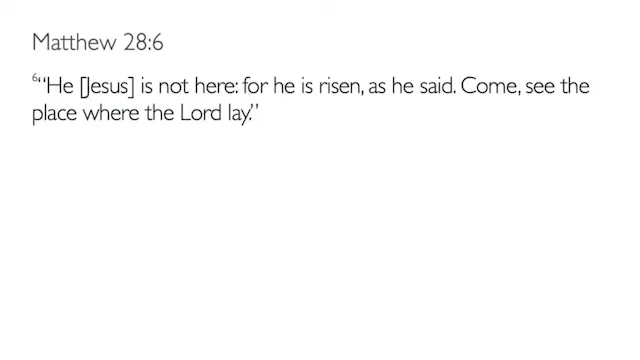 Matthew 28:6
⁶“He [Jesus] is not here: for he is risen, as he said. Come, see the
place where the Lord lay.”